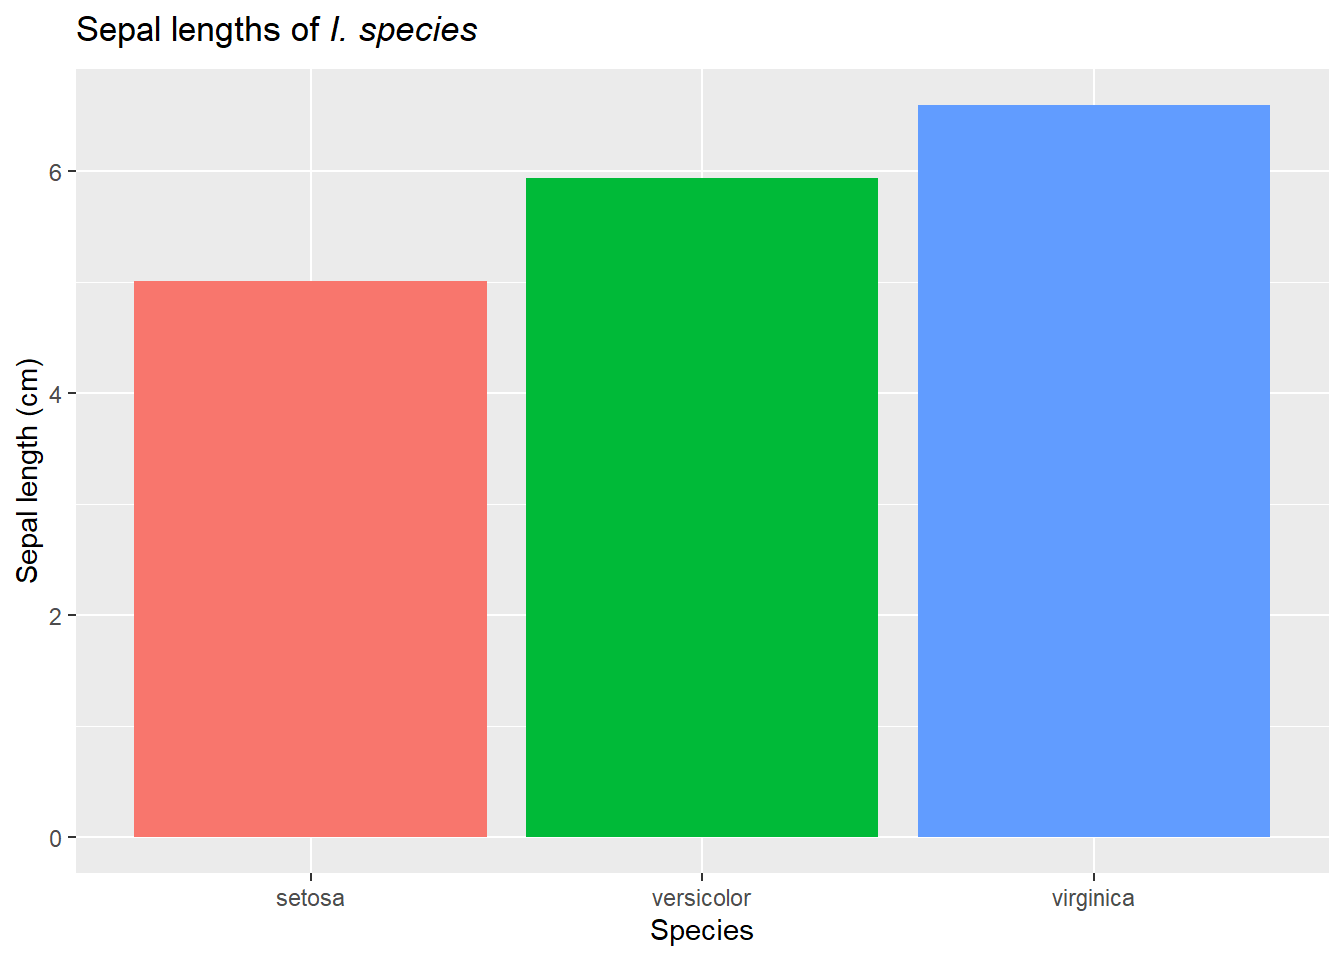 Sepal lengths of I. species
Sepal length (cm)
6
4
2
0
setosa versicolor virginica
Species